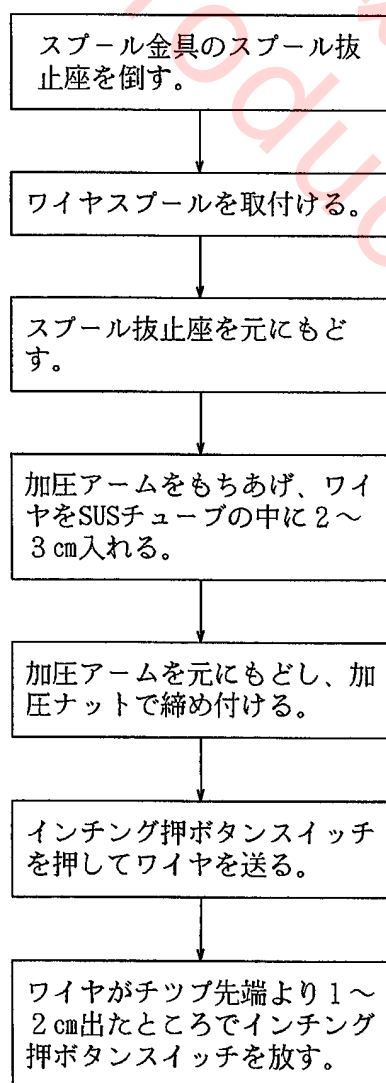 スプール金具のスプール抜
止座を倒す。
ワイヤスプールを取付ける。
スプール抜止座を元にもど
す。
加圧アームをもちあげ、ワイ
ヤをSUSチューブの中に２～
３㎝入れる。
加圧アームを元にもどし、加
圧ナットで締め付ける。
インチング押ボタンスイッチ
を押してワイヤを送る。
ワイヤがチップ先端より１～
２㎝出たところでインチング
押ボタンスイッチを放す。